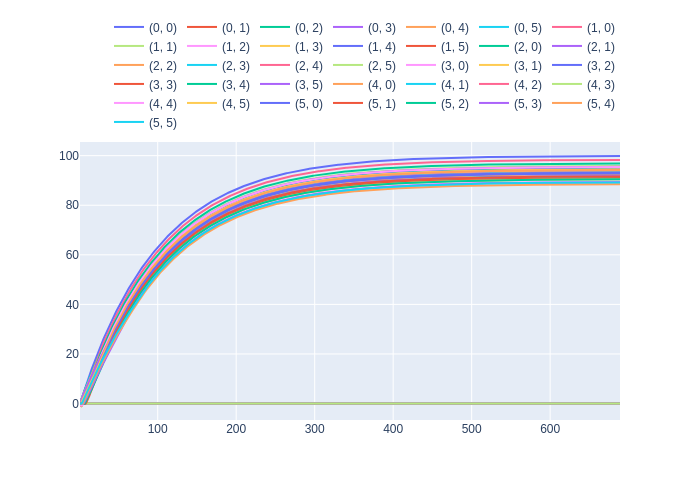 (0, 0) (0, 1) (0, 2) (0, 3) (0, 4) (0, 5) (1, 0)
(1, 1) (1, 2) (1, 3) (1, 4) (1, 5) (2, 0) (2, 1)
(2, 2) (2, 3) (2, 4) (2, 5) (3, 0) (3, 1) (3, 2)
(3, 3) (3, 4) (3, 5) (4, 0) (4, 1) (4, 2) (4, 3)
(4, 4) (4, 5) (5, 0) (5, 1) (5, 2) (5, 3) (5, 4)
(5, 5)
100
80
60
40
20
0
100 200 300 400 500 600